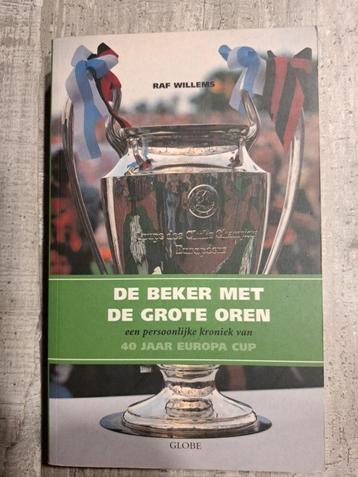 RAF WILLEMS
Coupe des Clubs Champions
Européens
DE BEKER MET
DE GROTE OREN
een persoonlijke kroniek van
40 JAAR EUROPA CUP
GLOBE